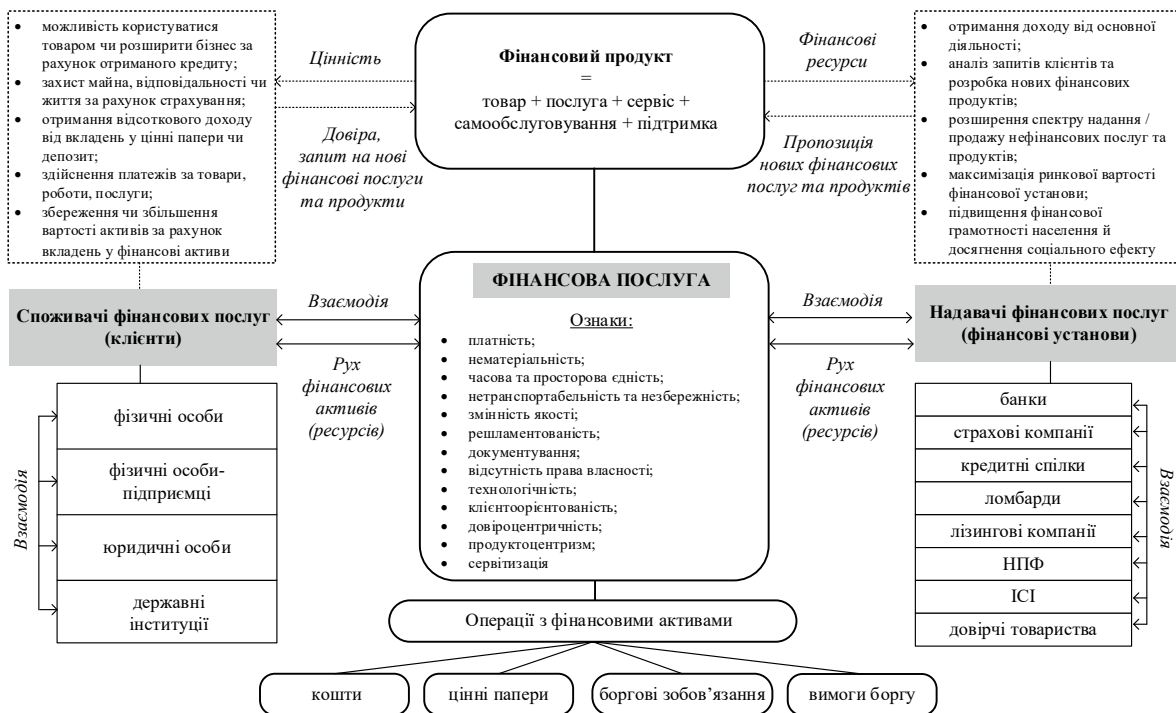 • можливість користуватися
товаром чи розширити бізнес за
рахунок отриманого кредиту;
• захист майна, відповідальності чи
життя за рахунок страхування;
• отримання відсоткового доходу
від вкладень у цінні папери чи
депозит;
• здійснення платежів за товари,
роботи, послуги;
• збереження чи збільшення
вартості активів за рахунок
вкладень у фінансові активи
Цінність
Довіра,
запит на нові
фінансові послуги
та продукти
Фінансовий продукт
=
товар + послуга + сервіс +
самообслуговування + підтримка
Фінансові
ресурси
Пропозиція
нових фінансових
послуг та продуктів
• отримання доходу від основної
діяльності;
• аналіз запитів клієнтів та
розробка нових фінансових
продуктів;
• розширення спектру надання /
продажу нефінансових послуг та
продуктів;
• максимізація ринкової вартості
фінансової установи;
• підвищення фінансової
грамотності населення й
досягнення соціального ефекту
Споживачі фінансових послуг
(клієнти)
Взаємодія
Рух
фінансових
активів
(ресурсів)
ФІНАНСОВА ПОСЛУГА
Ознаки:
• платність;
• нематеріальність;
• часова та просторова єдність;
• нетранспортабельність та незбережність;
• змінність якості;
• решламентованість;
• документування;
• відсутність права власності;
• технологічність;
• клієнтоорієнтованість;
• довіроцентричність;
• продуктоцентризм;
• сервітизація
Взаємодія
Рух
фінансових
активів
(ресурсів)
Надавачі фінансових послуг
(фінансові установи)
Взаємодія
фізичні особи
фізичні особи-
підприємці
юридичні особи
державні
інституції
банки
страхові компанії
кредитні спілки
ломбарди
лізингові компанії
НПФ
ІСІ
довірчі товариства
Взаємодія
Операції з фінансовими активами
кошти
цінні папери
боргові зобов’язання
вимоги боргу